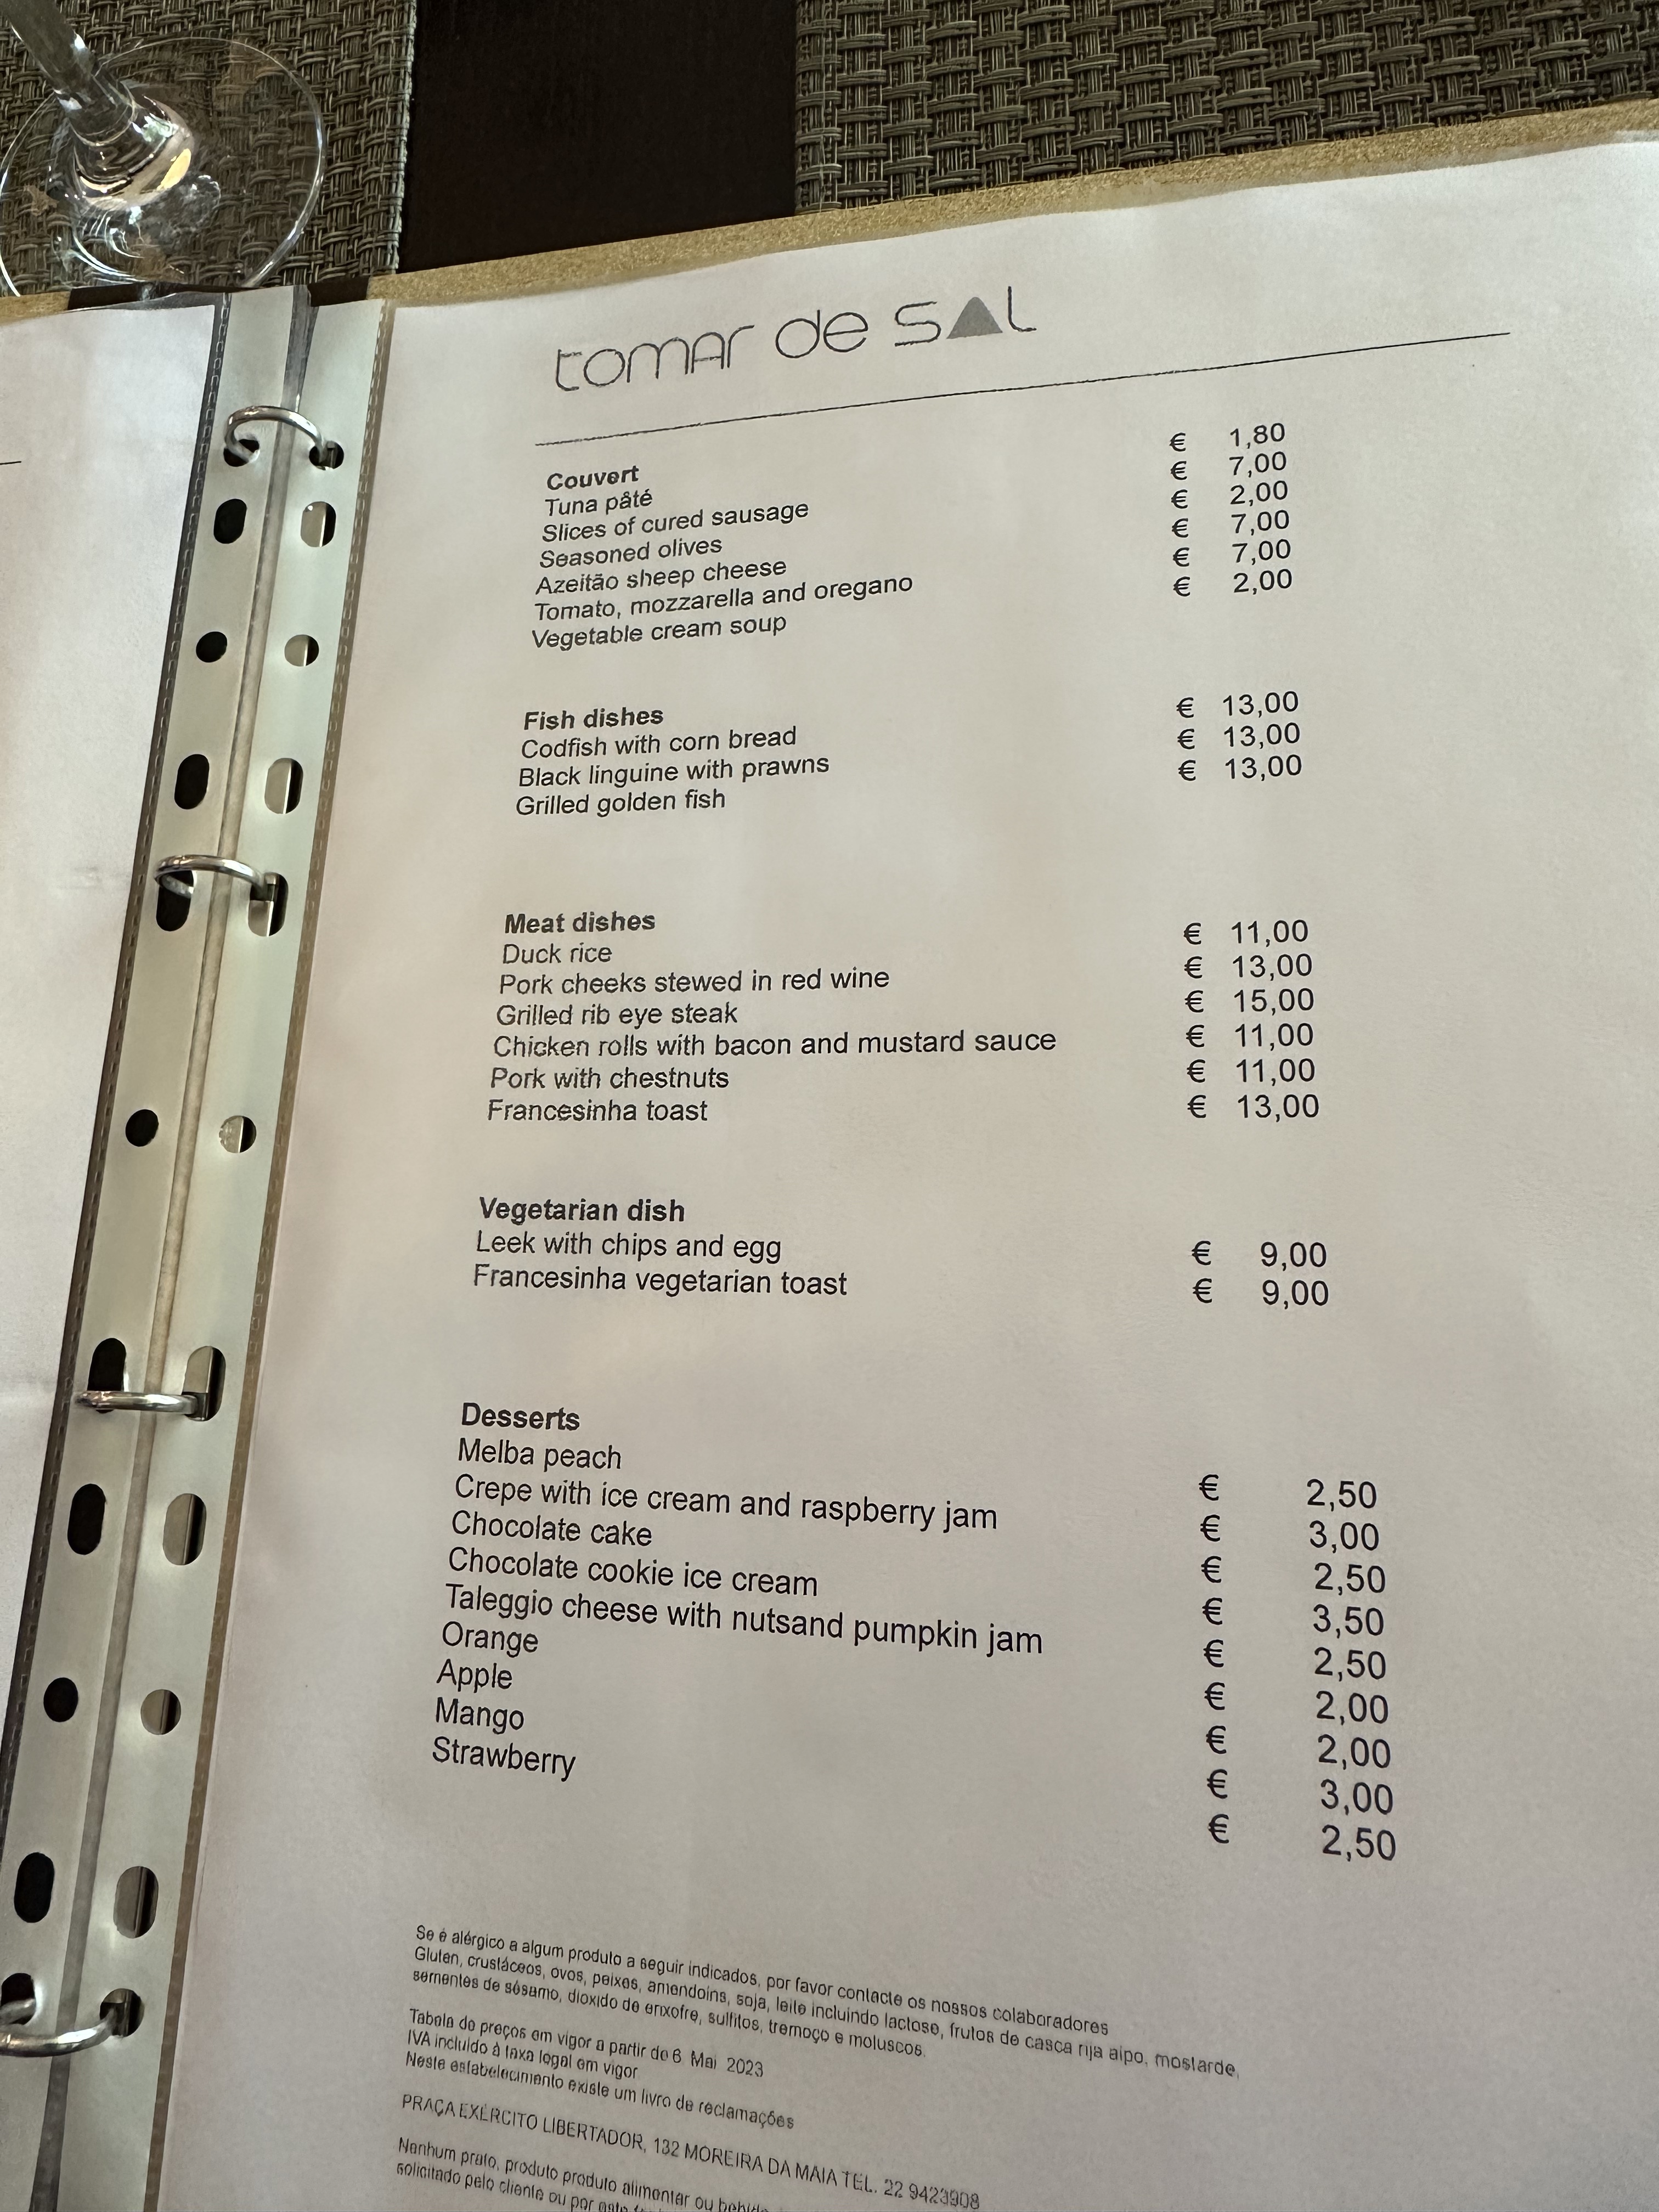 tomar de sal
Couvert
Tuna pâté € 1,80
Slices of cured sausage € 7,00
Seasoned olives € 2,00
Azeitão sheep cheese € 7,00
Tomato, mozzarella and oregano € 7,00
Vegetable cream soup € 2,00
Fish dishes
Codfish with corn bread € 13,00
Black linguine with prawns € 13,00
Grilled golden fish € 13,00
Meat dishes
Duck rice € 11,00
Pork cheeks stewed in red wine € 13,00
Grilled rib eye steak € 15,00
Chicken rolls with bacon and mustard sauce € 11,00
Pork with chestnuts € 11,00
Francesinha toast € 13,00
Vegetarian dish
Leek with chips and egg € 9,00
Francesinha vegetarian toast € 9,00
Desserts
Melba peach € 2,50
Crepe with ice cream and raspberry jam € 3,00
Chocolate cake € 2,50
Chocolate cookie ice cream € 3,50
Taleggio cheese with nutsand pumpkin jam € 2,50
Orange € 2,00
Apple € 2,00
Mango € 3,00
Strawberry € 2,50
Se é alérgico a algum produto a seguir indicados, por favor contacte os nossos colaboradores
Gluten, crustáceos, ovos, peixes, amendoins, soja, leite incluindo lactose, frutos de casca rija aipo, mostarde,
sementes de sésamo, dioxido de enxofre, sulfitos, tremoço e moluscos.
Tabela de preços em vigor a partir de 6 Mai 2023
IVA incluido à taxa legal em vigor
Neste estabelecimento existe um livro de reclamações
PRAÇA EXÉRCITO LIBERTADOR, 132 MOREIRA DA MAIA TEL. 22 9423908
Nenhum prato, produto produto alimentar ou
solicitado pelo cliente ou por